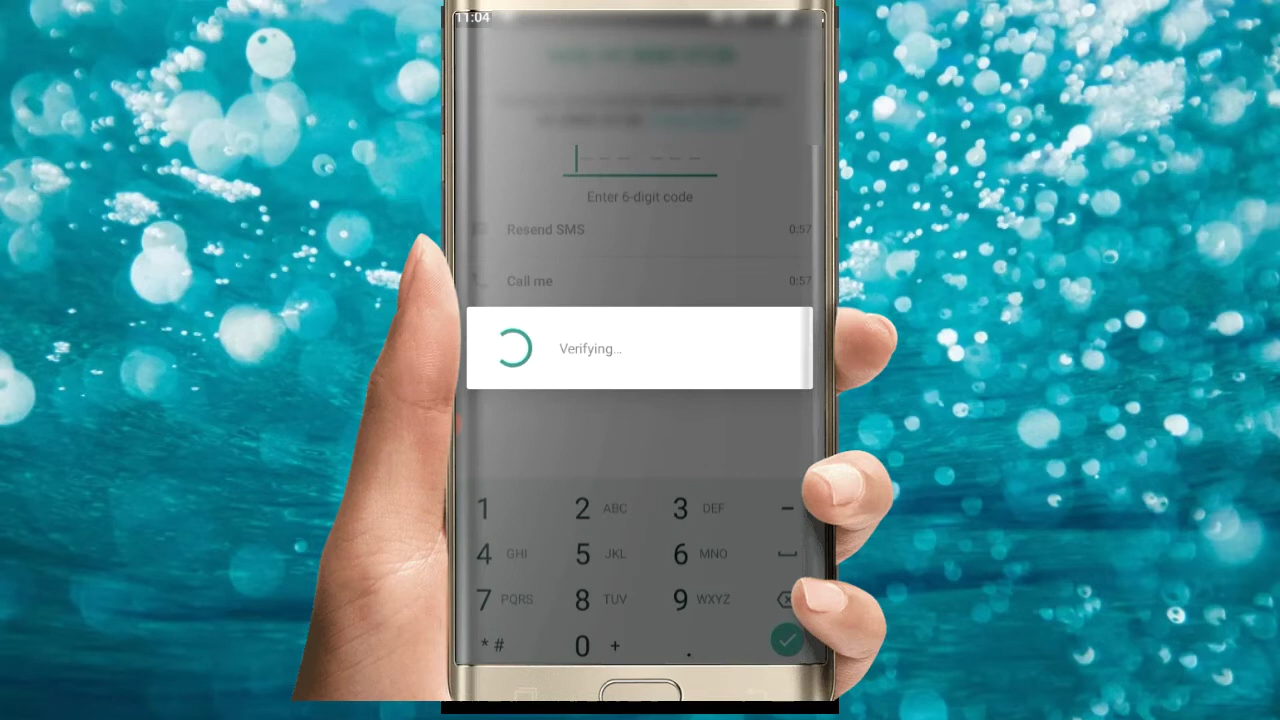 11:04
Enter 6-digit code
Resend SMS 0:57
Call me 0:57
Verifying...
1 2 ABC 3 DEF –
4 GHI 5 JKL 6 MNO
7 PQRS 8 TUV 9 WXYZ
* # 0 + .